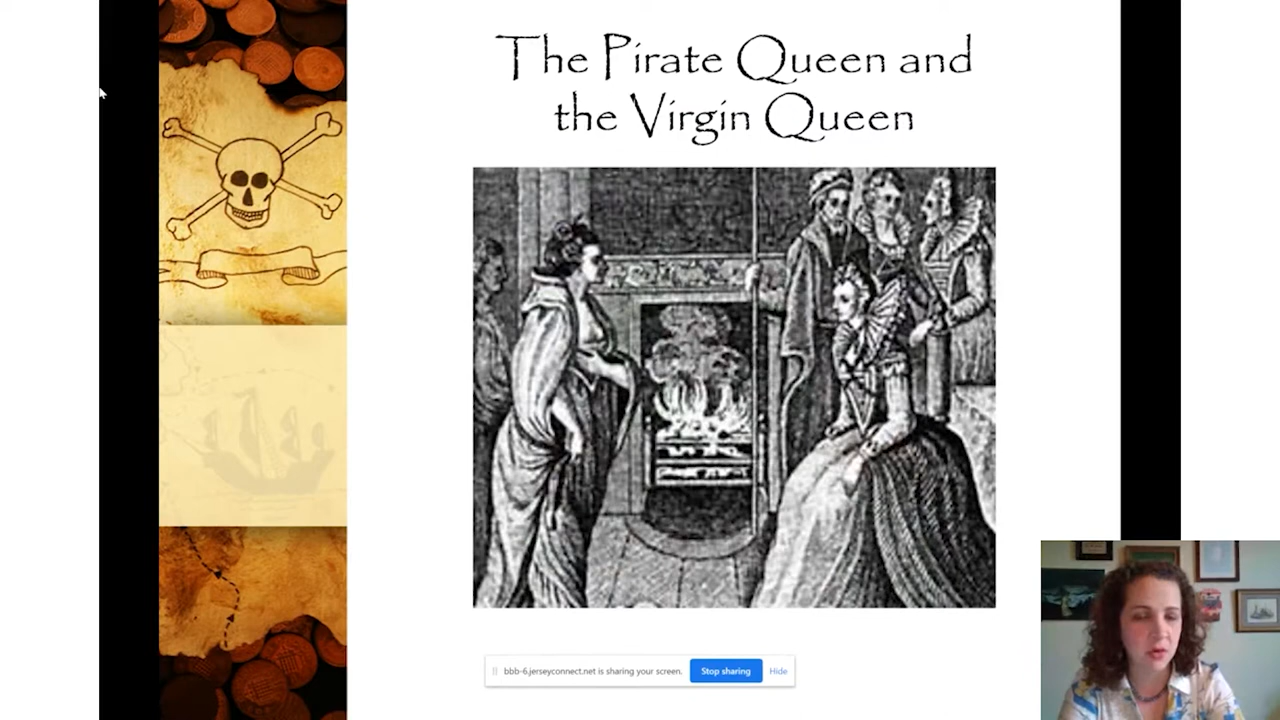 The Pirate Queen and
the Virgin Queen
bbb-6.jerseyconnect.net is sharing your screen. Stop sharing Hide